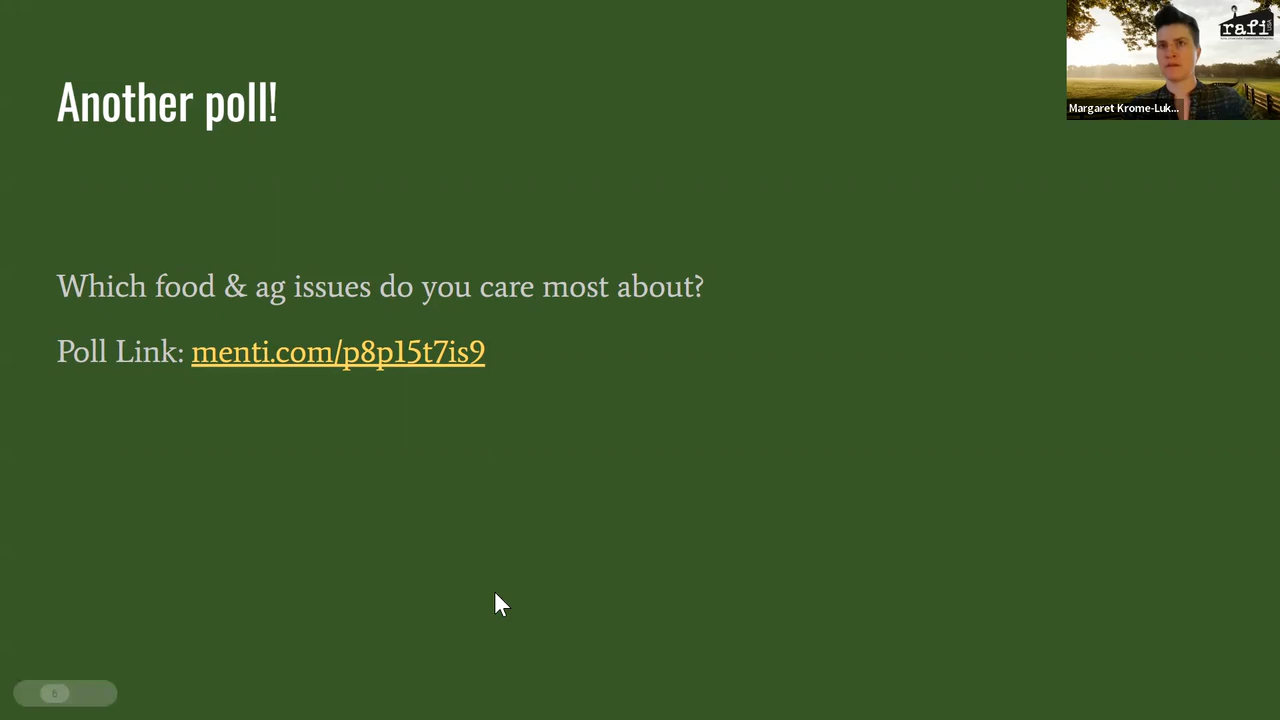 Another poll!
Which food & ag issues do you care most about?
Poll Link: menti.com/p8p15t7is9
rafi
Margaret Krome-Luk...
6